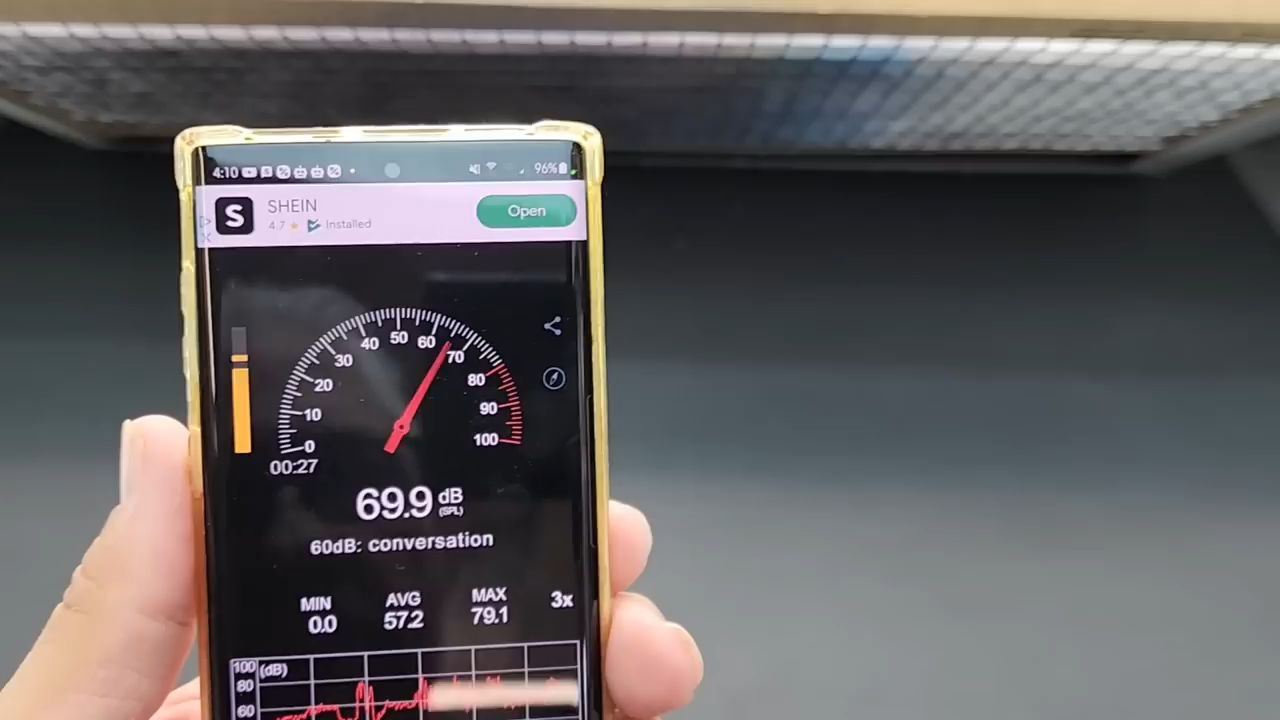 4:10 96%
S SHEIN
4.7 ★ Installed
Open
0 10 20 30 40 50 60 70 80 90 100
00:27
69.9 dB
(SPL)
60dB: conversation
MIN AVG MAX 3x
0.0 57.2 79.1
100 (dB)
80
60